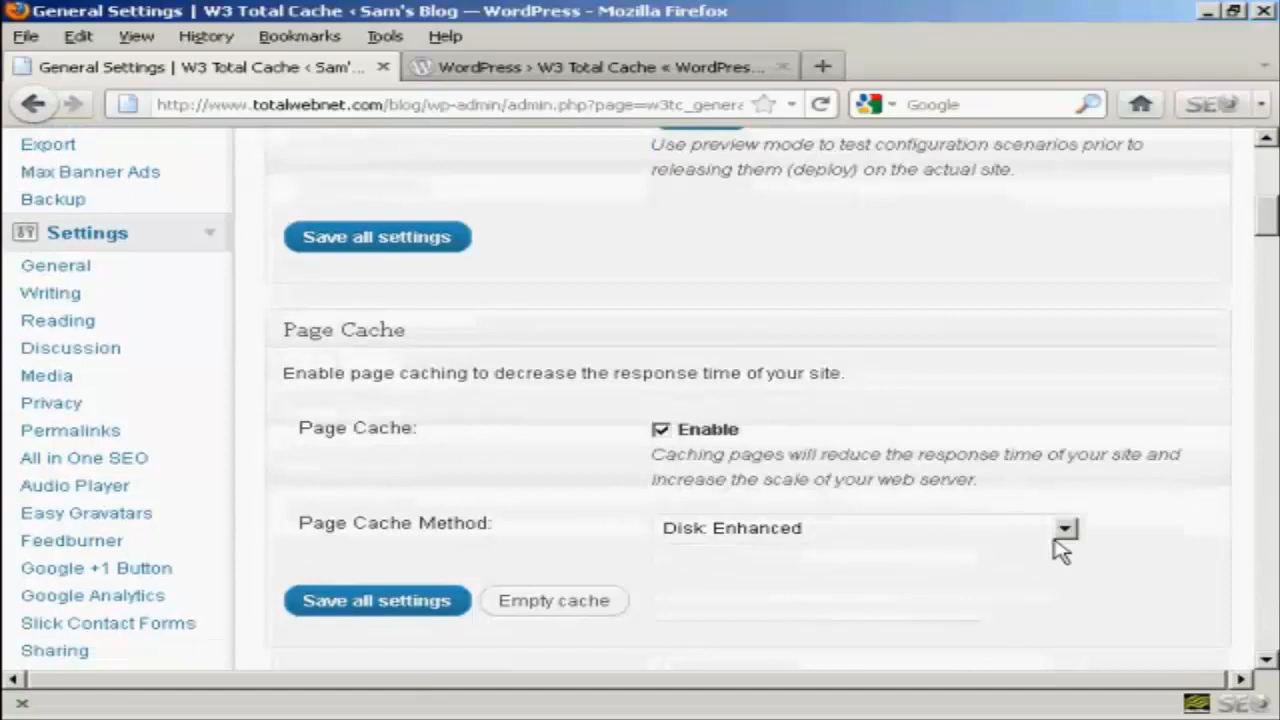 General Settings | W3 Total Cache ‹ Sam's Blog — WordPress - Mozilla Firefox
File Edit View History Bookmarks Tools Help
General Settings | W3 Total Cache ‹ Sam'... WordPress › W3 Total Cache « WordPres...
http://www.totalwebnet.com/blog/wp-admin/admin.php?page=w3tc_genera Google SEO
Export
Max Banner Ads
Backup
Settings
General
Writing
Reading
Discussion
Media
Privacy
Permalinks
All in One SEO
Audio Player
Easy Gravatars
Feedburner
Google +1 Button
Google Analytics
Slick Contact Forms
Sharing
Use preview mode to test configuration scenarios prior to
releasing them (deploy) on the actual site.
Save all settings
Page Cache
Enable page caching to decrease the response time of your site.
Page Cache: Enable
Caching pages will reduce the response time of your site and
increase the scale of your web server.
Page Cache Method: Disk: Enhanced
Save all settings Empty cache
SEO